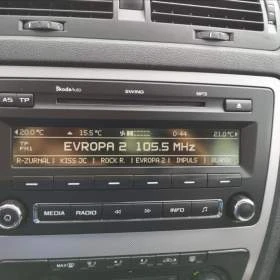 ŠkodaAuto SWING MP3
AS TP
20.0°C 15.5°C 0:44 21.0°C
TP
FM1
EVROPA 2 105.5 MHz
R-ZURNAL KISS JC ROCK R. EVROPA 2 IMPULS
MEDIA RADIO INFO
MAX